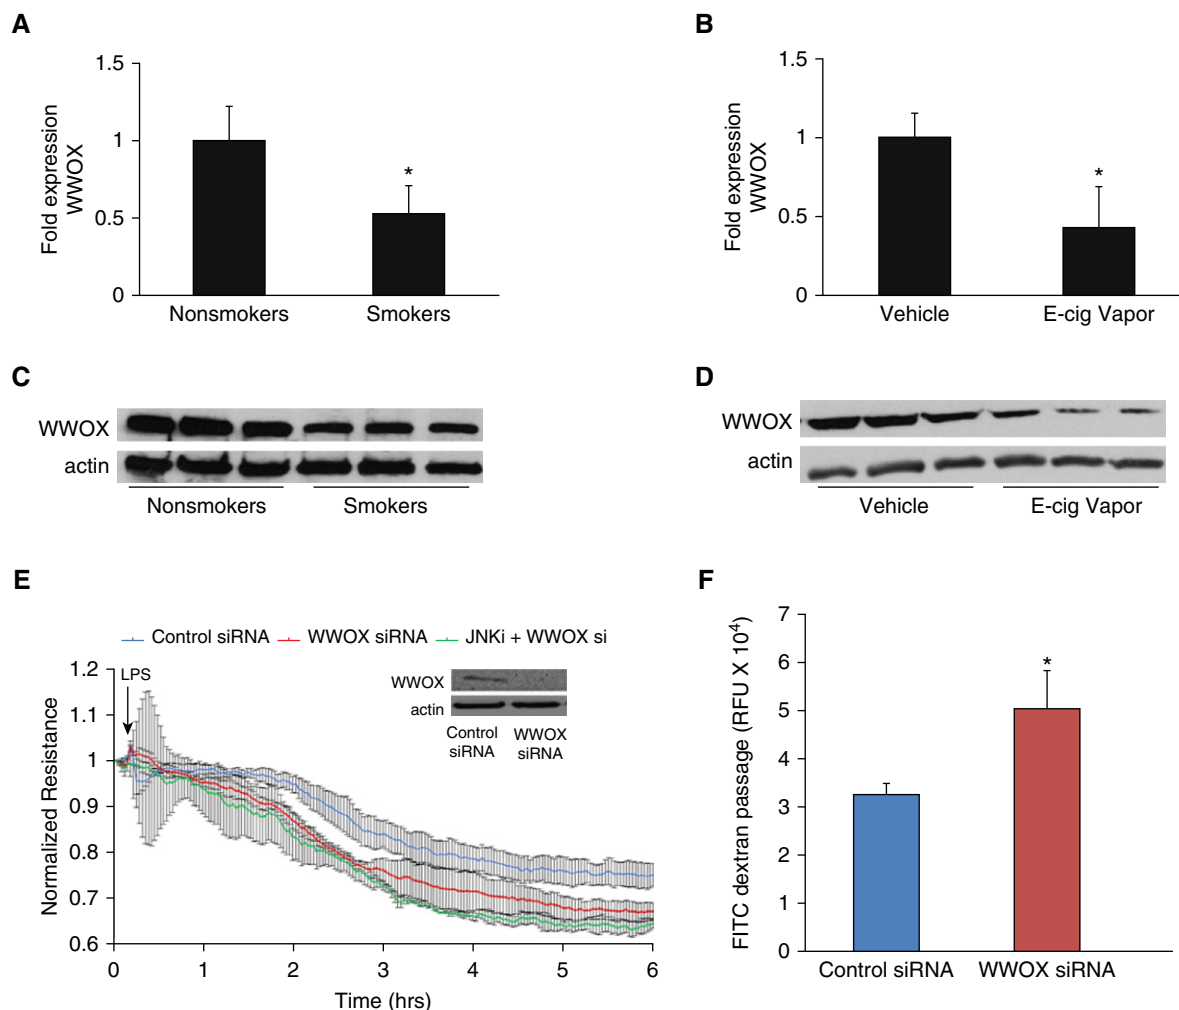 A
1.5
1
0.5
0
Fold expression
WWOX
*
Nonsmokers
Smokers
B
1.5
1
0.5
0
Fold expression
WWOX
*
Vehicle
E-cig Vapor
C
WWOX
actin
Nonsmokers
Smokers
D
WWOX
actin
Vehicle
E-cig Vapor
E
Control siRNA
WWOX siRNA
JNKi + WWOX si
1.2
1.1
1
0.9
0.8
0.7
0.6
Normalized Resistance
LPS
WWOX
actin
Control
siRNA
WWOX
siRNA
0
1
2
3
4
5
6
Time (hrs)
F
7
6
5
4
3
2
1
0
FITC dextran passage (RFU X 10⁴)
*
Control siRNA
WWOX siRNA